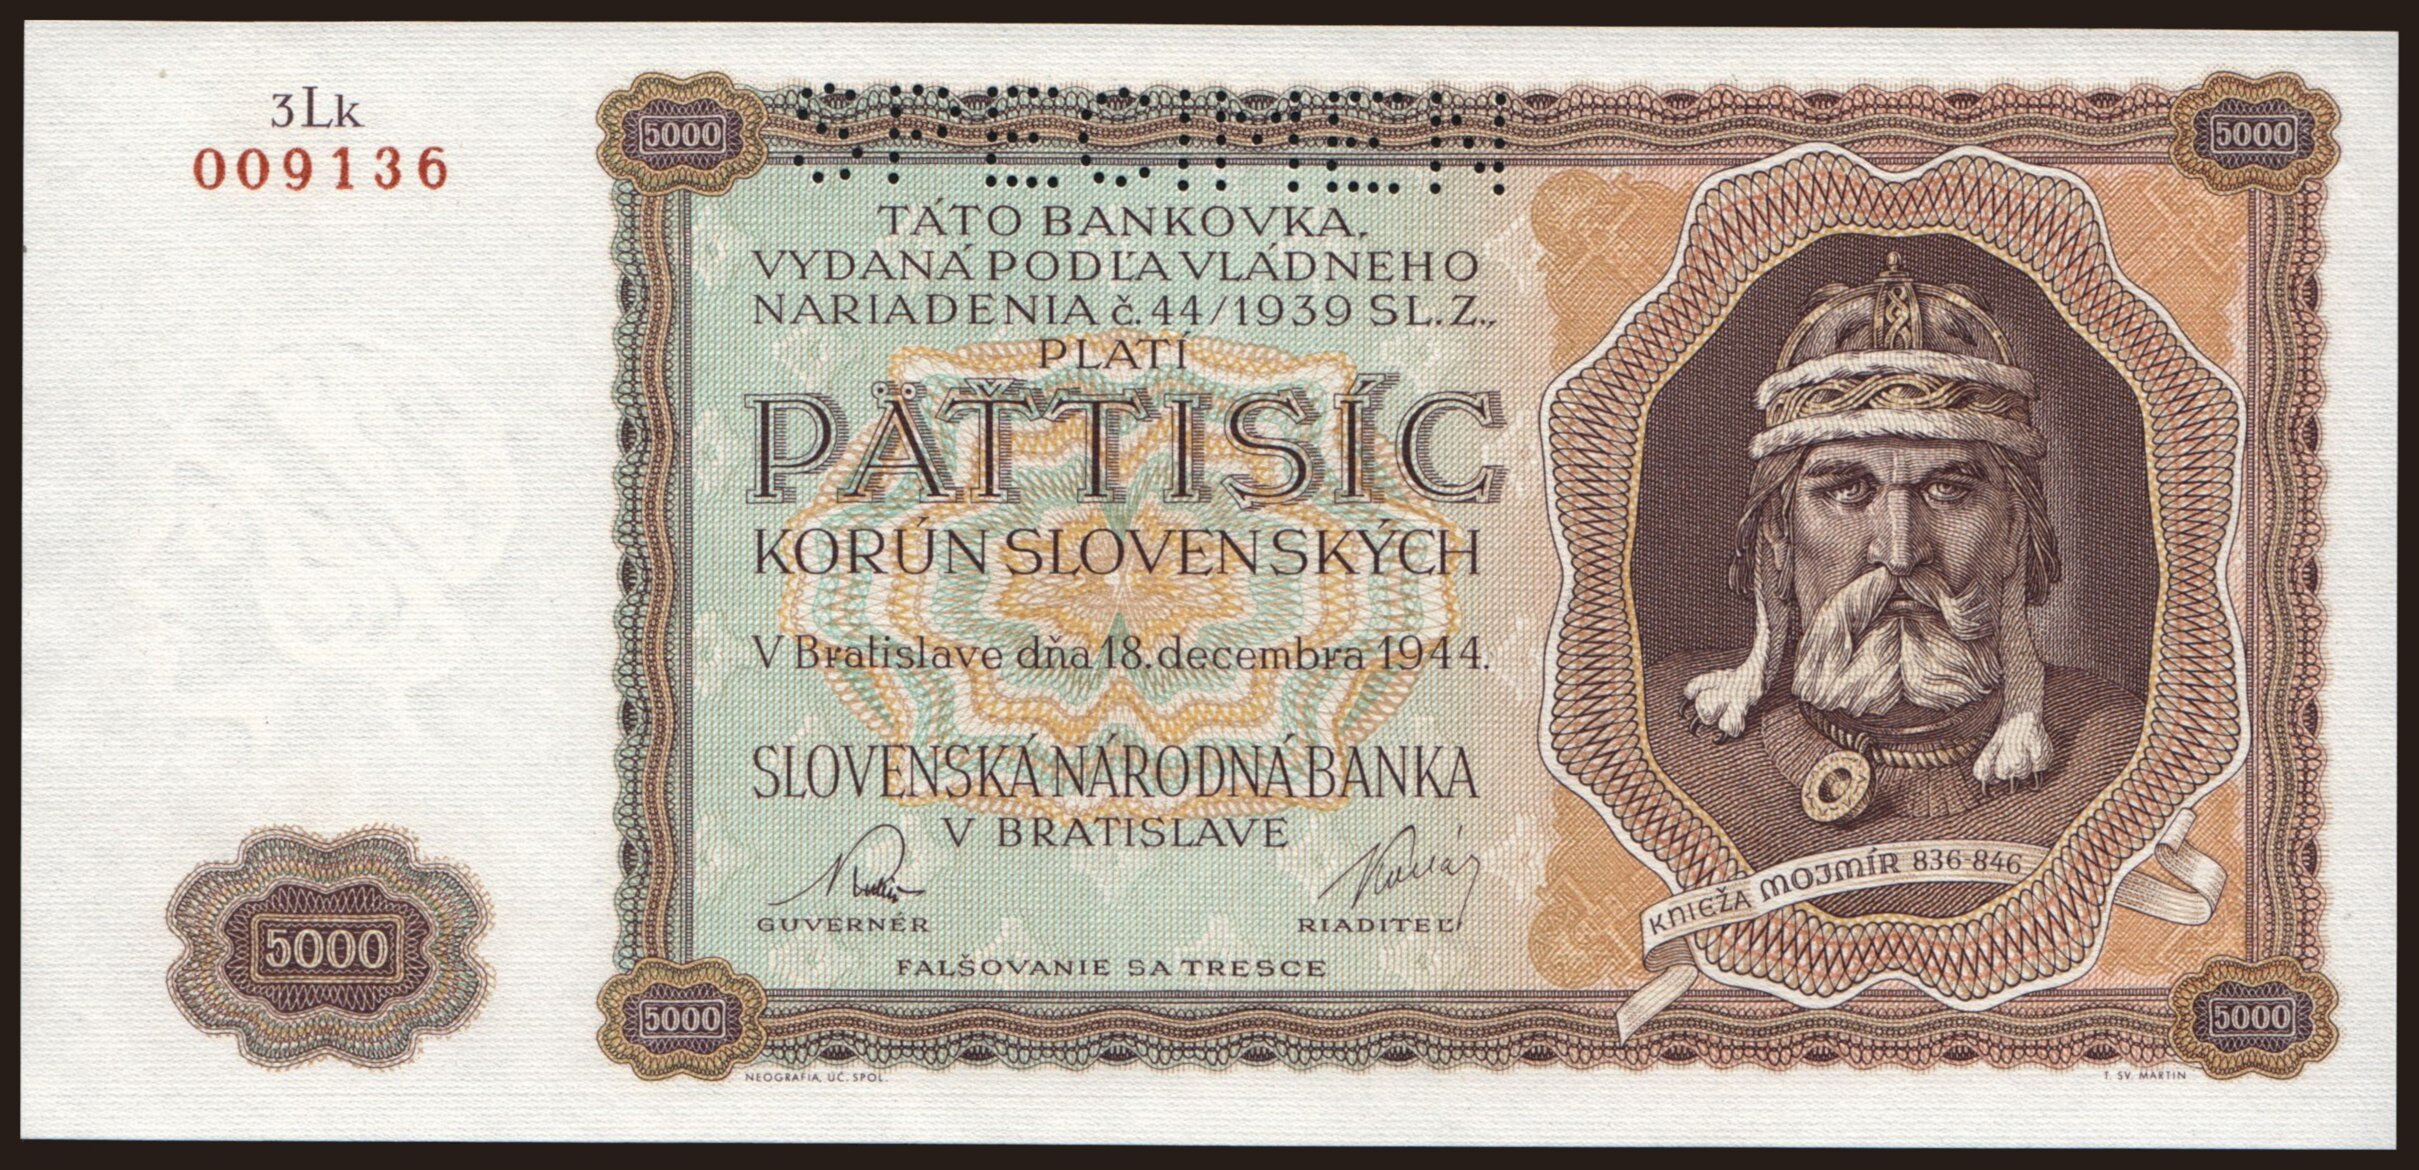 3Lk
009136
5000
5000
SPECIMEN
TÁTO BANKOVKA,
VYDANÁ PODĽA VLÁDNEHO
NARIADENIA č. 44/1939 SL. Z.,
PLATÍ
PÄŤTISÍC
KORÚN SLOVENSKÝCH
V Bratislave dňa 18. decembra 1944.
SLOVENSKÁ NÁRODNÁ BANKA
V BRATISLAVE
GUVERNÉR
RIADITEĽ
FALŠOVANIE SA TRESCE
KNIEŽA MOJMÍR 836-846
5000
5000
5000
NEOGRAFIA, UČ. SPOL.
T. SV. MARTIN